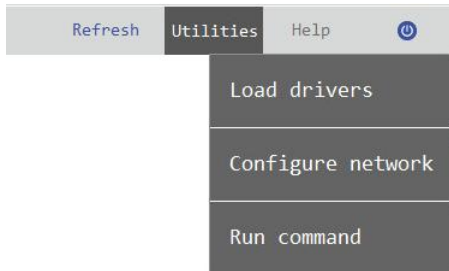 Refresh Utilities Help
Load drivers
Configure network
Run command